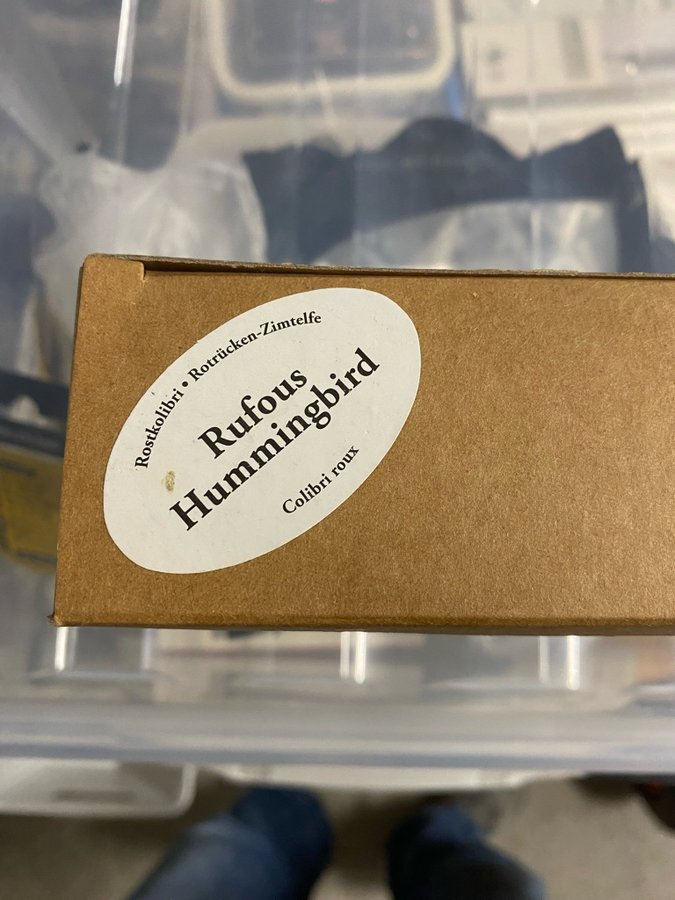 Rostkolibri • Rotrücken-Zimtelfe
Rufous
Hummingbird
Colibri roux